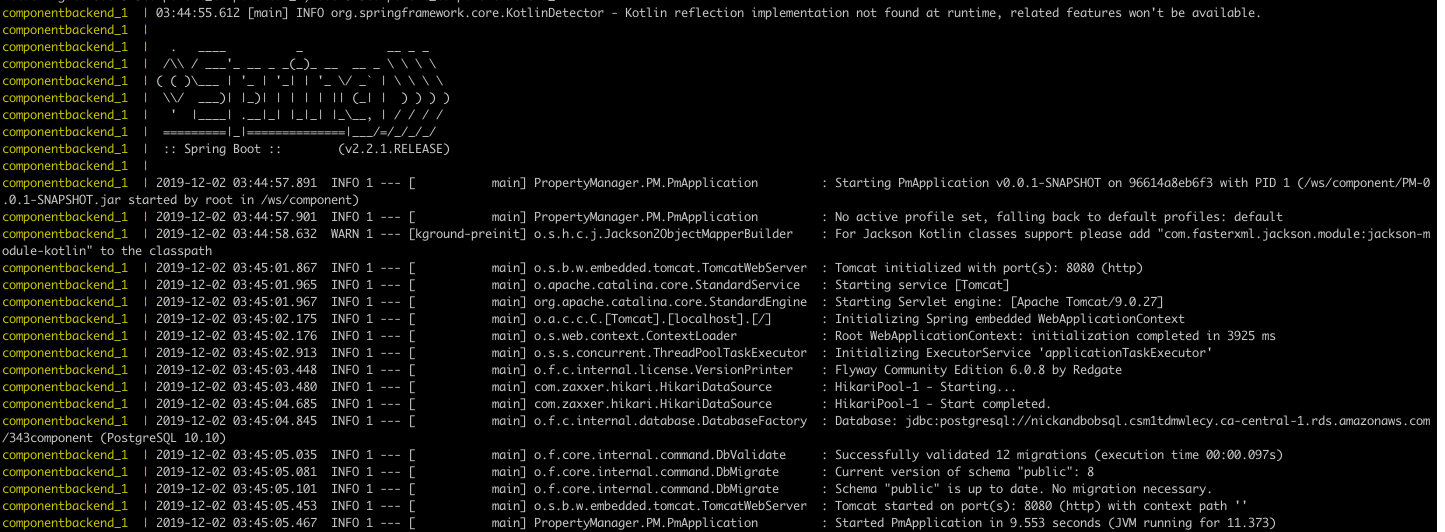 componentbackend_1  | 03:44:55.612 [main] INFO org.springframework.core.KotlinDetector - Kotlin reflection implementation not found at runtime, related features won't be available.
componentbackend_1  |
componentbackend_1  |   .   ____          _            __ _ _
componentbackend_1  |  /\\ / ___'_ __ _ _(_)_ __  __ _ \ \ \ \
componentbackend_1  | ( ( )\___ | '_ | '_| | '_ \/ _` | \ \ \ \
componentbackend_1  |  \\/  ___)| |_)| | | | | || (_| |  ) ) ) )
componentbackend_1  |   '  |____| .__|_| |_|_| |_\__, | / / / /
componentbackend_1  |  =========|_|==============|___/=/_/_/_/
componentbackend_1  |  :: Spring Boot ::        (v2.2.1.RELEASE)
componentbackend_1  |
componentbackend_1  | 2019-12-02 03:44:57.891  INFO 1 --- [           main] PropertyManager.PM.PmApplication         : Starting PmApplication v0.0.1-SNAPSHOT on 96614a8eb6f3 with PID 1 (/ws/component/PM-0
.0.1-SNAPSHOT.jar started by root in /ws/component)
componentbackend_1  | 2019-12-02 03:44:57.901  INFO 1 --- [           main] PropertyManager.PM.PmApplication         : No active profile set, falling back to default profiles: default
componentbackend_1  | 2019-12-02 03:44:58.632  WARN 1 --- [kground-preinit] o.s.h.c.j.Jackson2ObjectMapperBuilder    : For Jackson Kotlin classes support please add "com.fasterxml.jackson.module:jackson-m
odule-kotlin" to the classpath
componentbackend_1  | 2019-12-02 03:45:01.867  INFO 1 --- [           main] o.s.b.w.embedded.tomcat.TomcatWebServer  : Tomcat initialized with port(s): 8080 (http)
componentbackend_1  | 2019-12-02 03:45:01.965  INFO 1 --- [           main] o.apache.catalina.core.StandardService   : Starting service [Tomcat]
componentbackend_1  | 2019-12-02 03:45:01.967  INFO 1 --- [           main] org.apache.catalina.core.StandardEngine  : Starting Servlet engine: [Apache Tomcat/9.0.27]
componentbackend_1  | 2019-12-02 03:45:02.175  INFO 1 --- [           main] o.a.c.c.C.[Tomcat].[localhost].[/]       : Initializing Spring embedded WebApplicationContext
componentbackend_1  | 2019-12-02 03:45:02.176  INFO 1 --- [           main] o.s.web.context.ContextLoader            : Root WebApplicationContext: initialization completed in 3925 ms
componentbackend_1  | 2019-12-02 03:45:02.913  INFO 1 --- [           main] o.s.s.concurrent.ThreadPoolTaskExecutor  : Initializing ExecutorService 'applicationTaskExecutor'
componentbackend_1  | 2019-12-02 03:45:03.448  INFO 1 --- [           main] o.f.c.internal.license.VersionPrinter    : Flyway Community Edition 6.0.8 by Redgate
componentbackend_1  | 2019-12-02 03:45:03.480  INFO 1 --- [           main] com.zaxxer.hikari.HikariDataSource       : HikariPool-1 - Starting...
componentbackend_1  | 2019-12-02 03:45:04.685  INFO 1 --- [           main] com.zaxxer.hikari.HikariDataSource       : HikariPool-1 - Start completed.
componentbackend_1  | 2019-12-02 03:45:04.845  INFO 1 --- [           main] o.f.c.internal.database.DatabaseFactory  : Database: jdbc:postgresql://nickandbobsql.csm1tdmwlecy.ca-central-1.rds.amazonaws.com
/343component (PostgreSQL 10.10)
componentbackend_1  | 2019-12-02 03:45:05.035  INFO 1 --- [           main] o.f.core.internal.command.DbValidate     : Successfully validated 12 migrations (execution time 00:00.097s)
componentbackend_1  | 2019-12-02 03:45:05.081  INFO 1 --- [           main] o.f.core.internal.command.DbMigrate      : Current version of schema "public": 8
componentbackend_1  | 2019-12-02 03:45:05.101  INFO 1 --- [           main] o.f.core.internal.command.DbMigrate      : Schema "public" is up to date. No migration necessary.
componentbackend_1  | 2019-12-02 03:45:05.453  INFO 1 --- [           main] o.s.b.w.embedded.tomcat.TomcatWebServer  : Tomcat started on port(s): 8080 (http) with context path ''
componentbackend_1  | 2019-12-02 03:45:05.467  INFO 1 --- [           main] PropertyManager.PM.PmApplication         : Started PmApplication in 9.553 seconds (JVM running for 11.373)